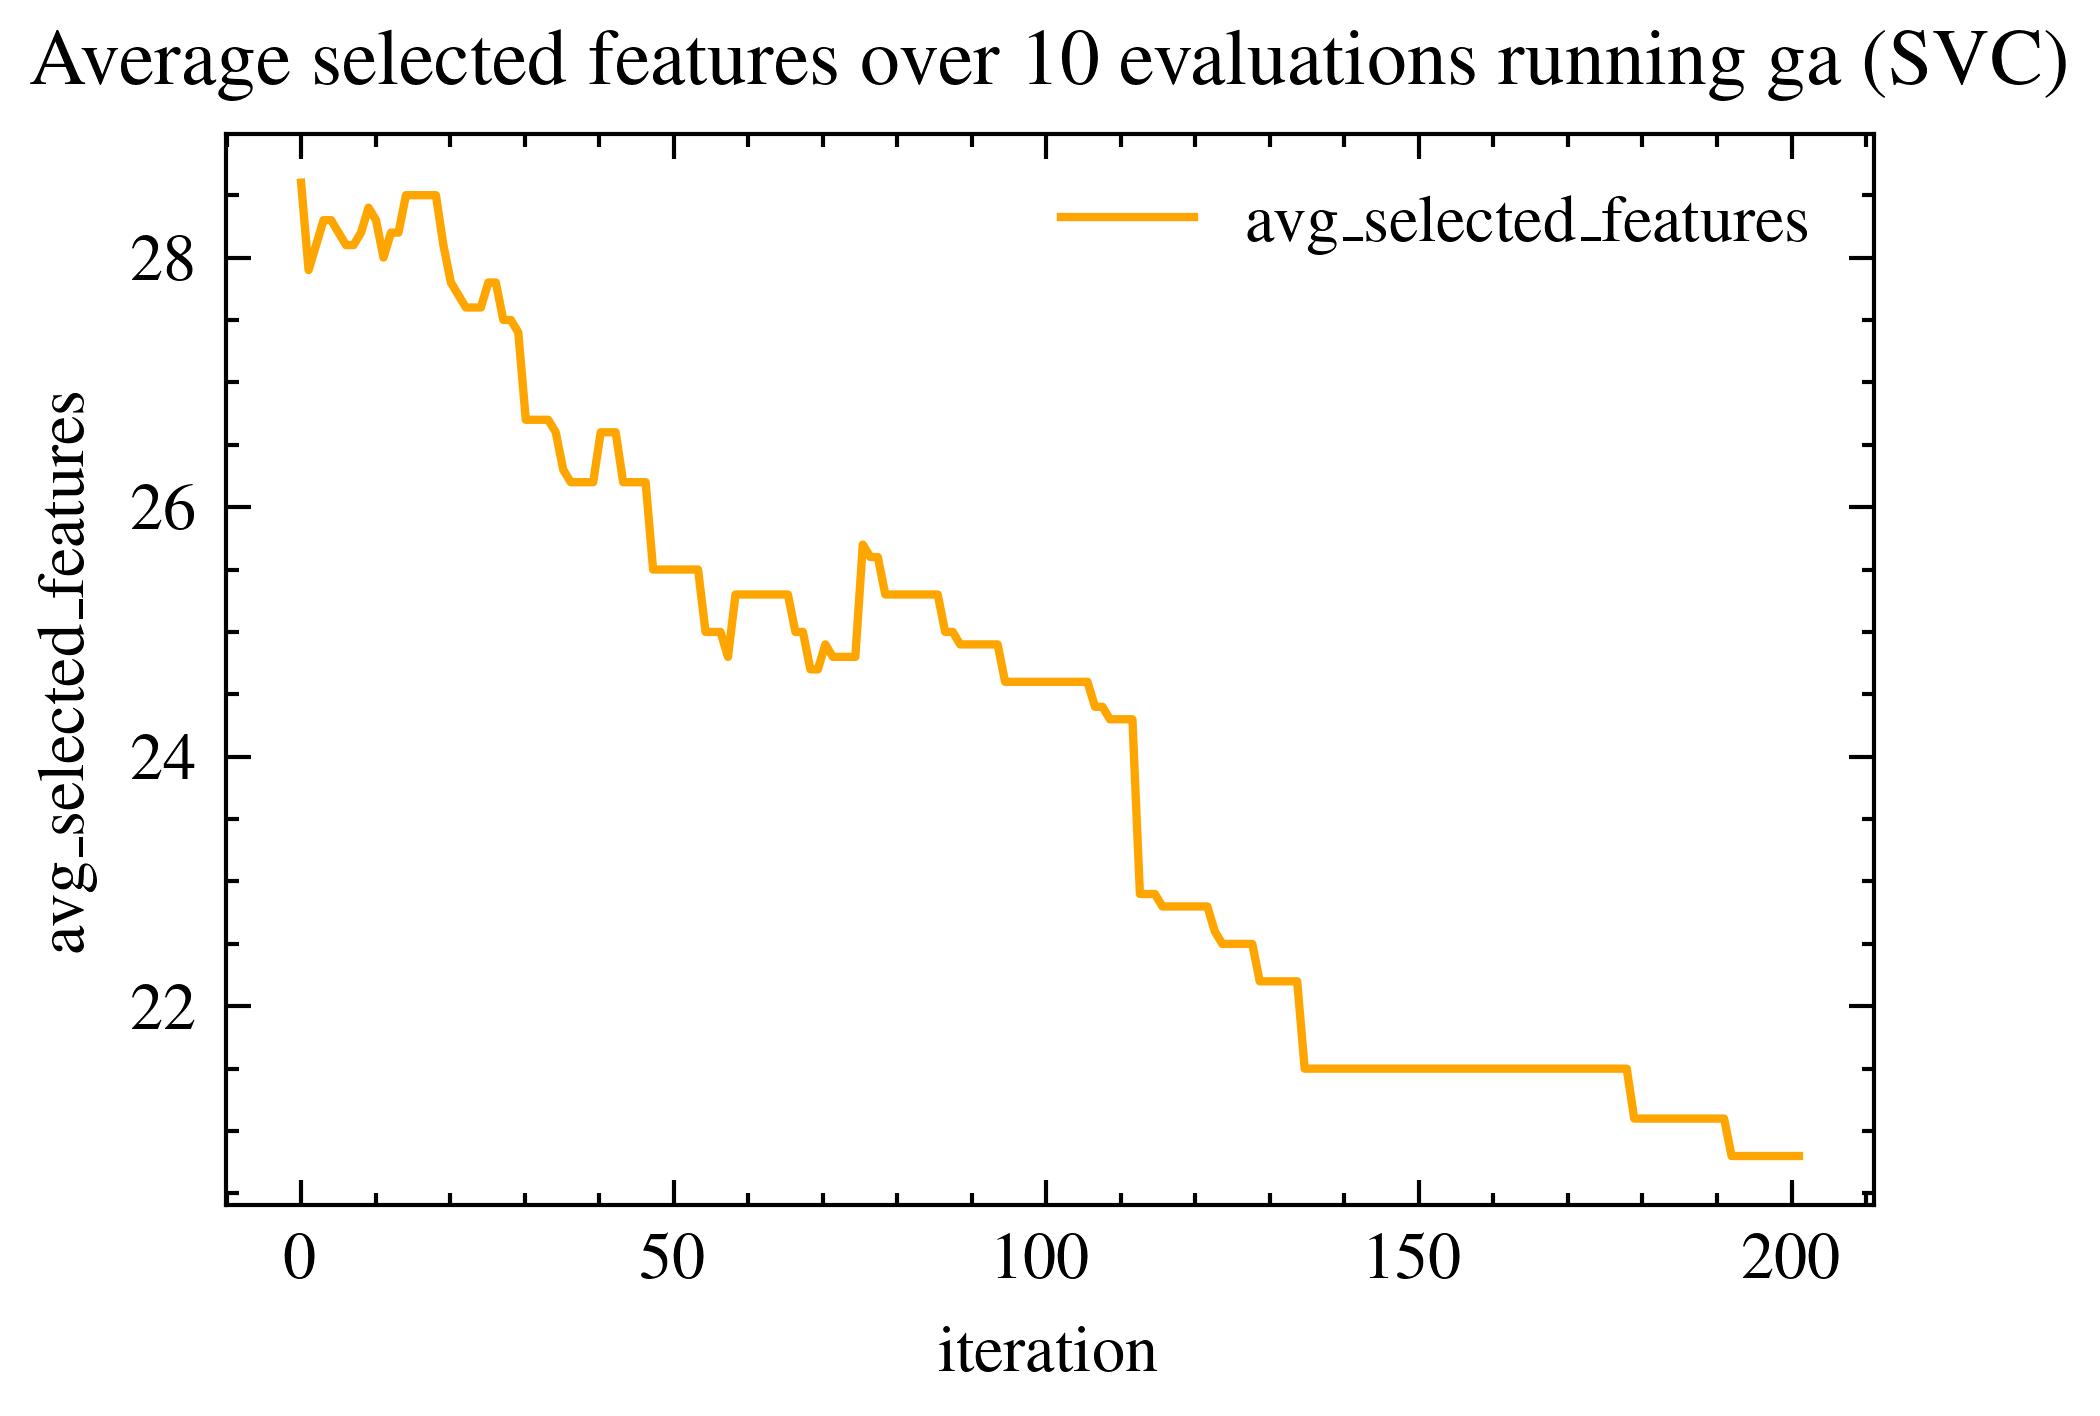 Average selected features over 10 evaluations running ga (SVC)
avg_selected_features
28
26
24
22
avg_selected_features
0 50 100 150 200
iteration